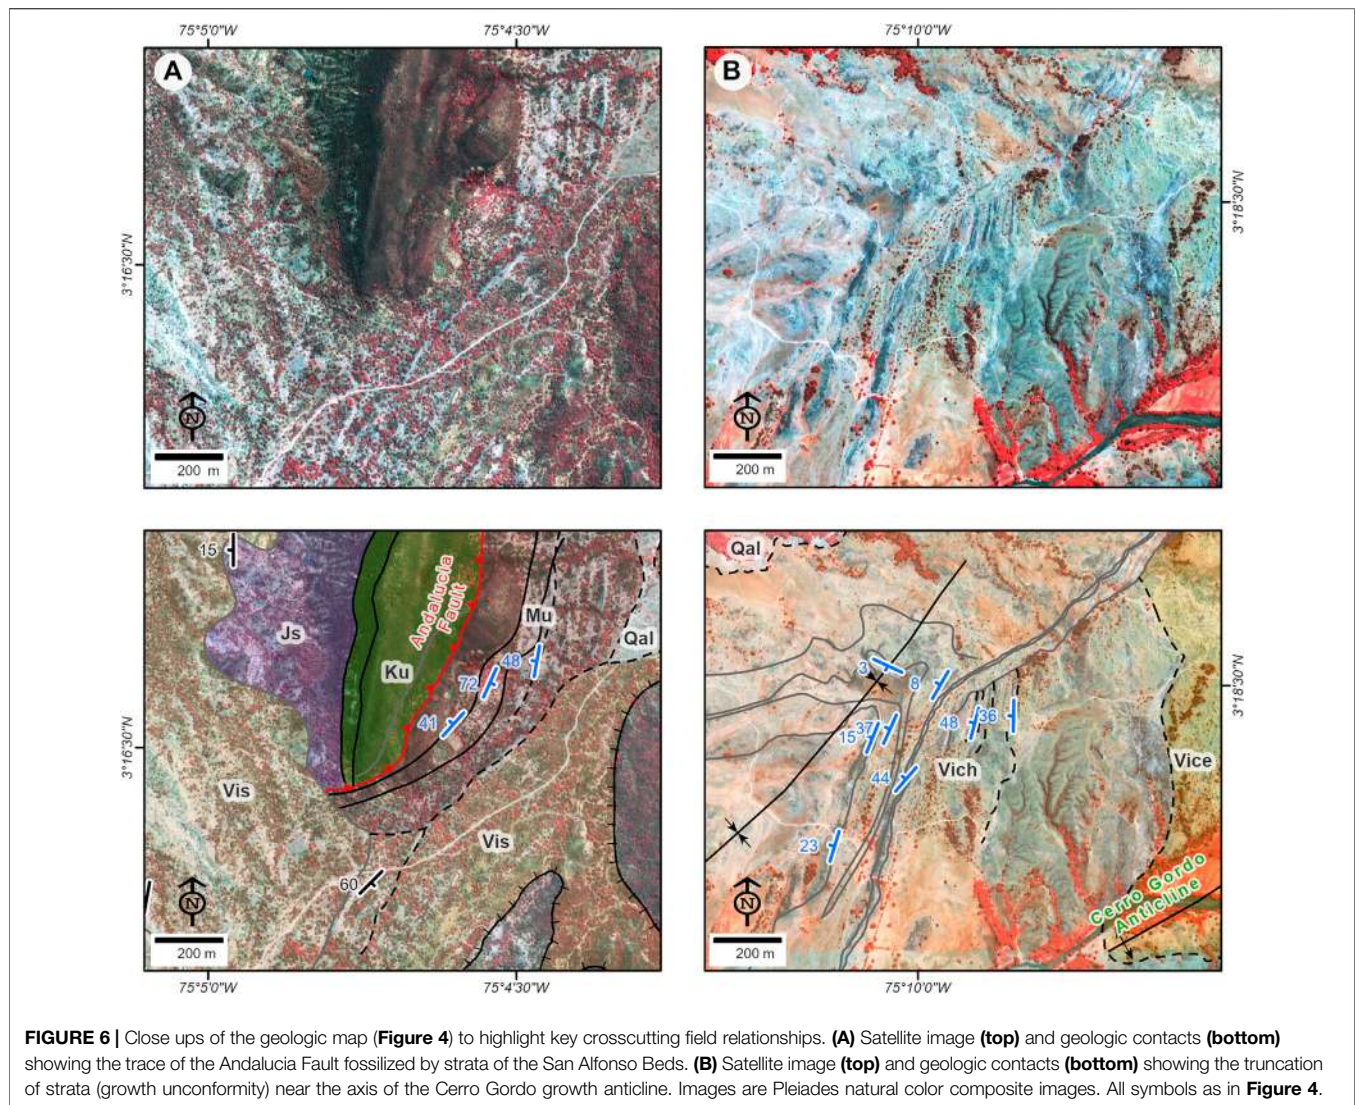 75°5'0"W
75°4'30"W
75°10'0"W
A
B
3°16'30"N
3°18'30"N
N
200 m
N
200 m
15
Js
Andalucia
Fault
Ku
Mu
Qal
48
72
41
3°16'30"N
Vis
Vis
60
N
200 m
Qal
3
8
37
15
48
36
44
Vich
Vice
23
3°18'30"N
Cerro Gordo
Anticline
N
200 m
75°5'0"W
75°4'30"W
75°10'0"W
FIGURE 6 | Close ups of the geologic map (Figure 4) to highlight key crosscutting field relationships. (A) Satellite image (top) and geologic contacts (bottom)
showing the trace of the Andalucia Fault fossilized by strata of the San Alfonso Beds. (B) Satellite image (top) and geologic contacts (bottom) showing the truncation
of strata (growth unconformity) near the axis of the Cerro Gordo growth anticline. Images are Pleiades natural color composite images. All symbols as in Figure 4.